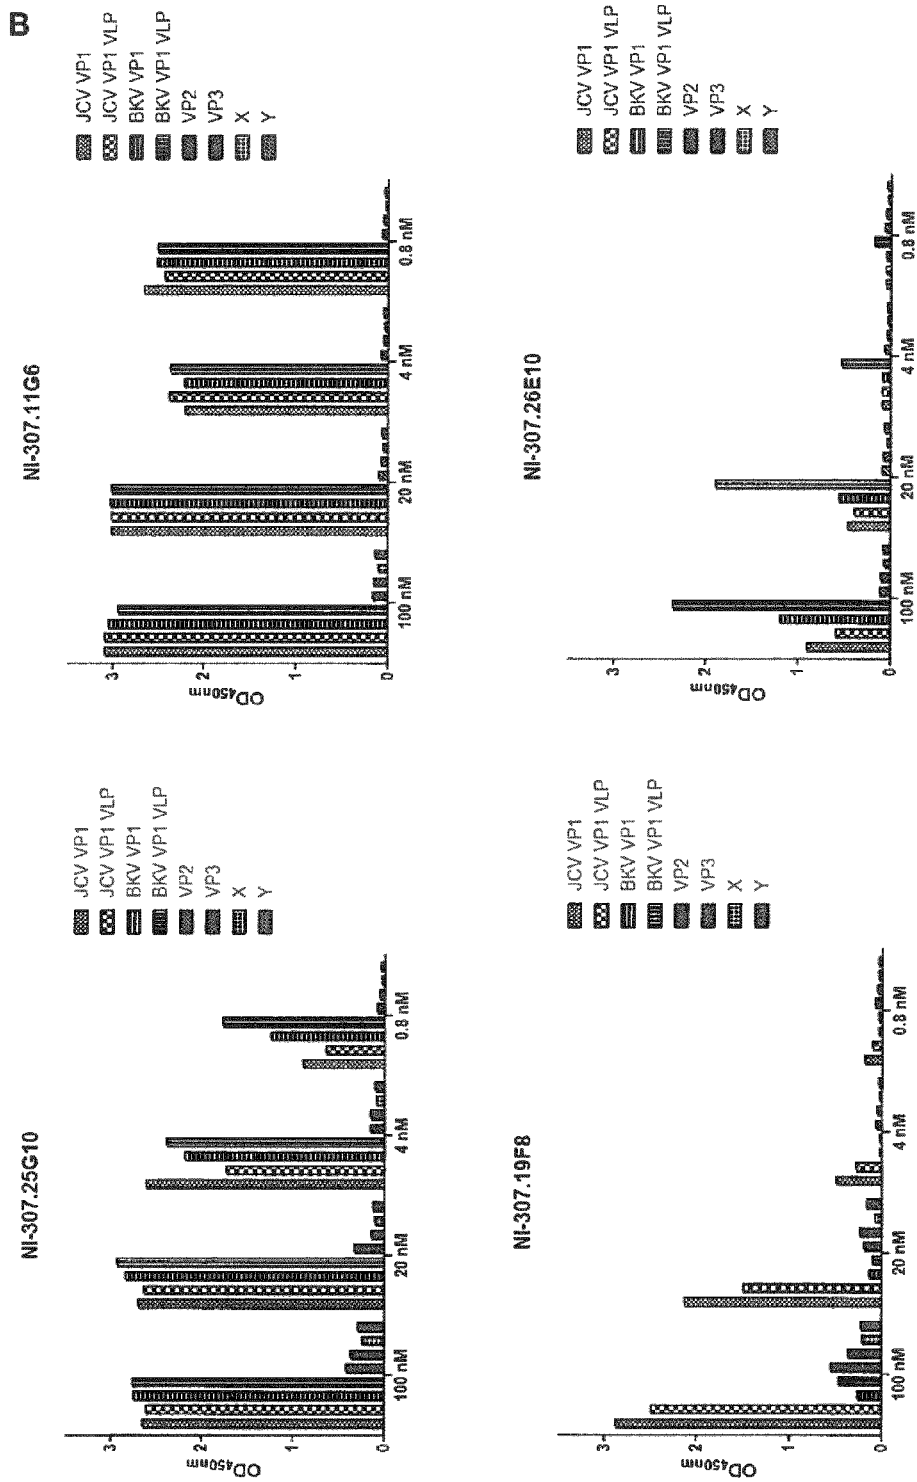 B
NI-307.25G10
OD450nm
3
2
1
0
100 nM
20 nM
4 nM
0.8 nM
JCV VP1
JCV VP1 VLP
BKV VP1
BKV VP1 VLP
VP2
VP3
X
Y
NI-307.11G6
OD450nm
3
2
1
0
100 nM
20 nM
4 nM
0.8 nM
JCV VP1
JCV VP1 VLP
BKV VP1
BKV VP1 VLP
VP2
VP3
X
Y
NI-307.19F8
OD450nm
3
2
1
0
100 nM
20 nM
4 nM
0.8 nM
JCV VP1
JCV VP1 VLP
BKV VP1
BKV VP1 VLP
VP2
VP3
X
Y
NI-307.26E10
OD450nm
3
2
1
0
100 nM
20 nM
4 nM
0.8 nM
JCV VP1
JCV VP1 VLP
BKV VP1
BKV VP1 VLP
VP2
VP3
X
Y